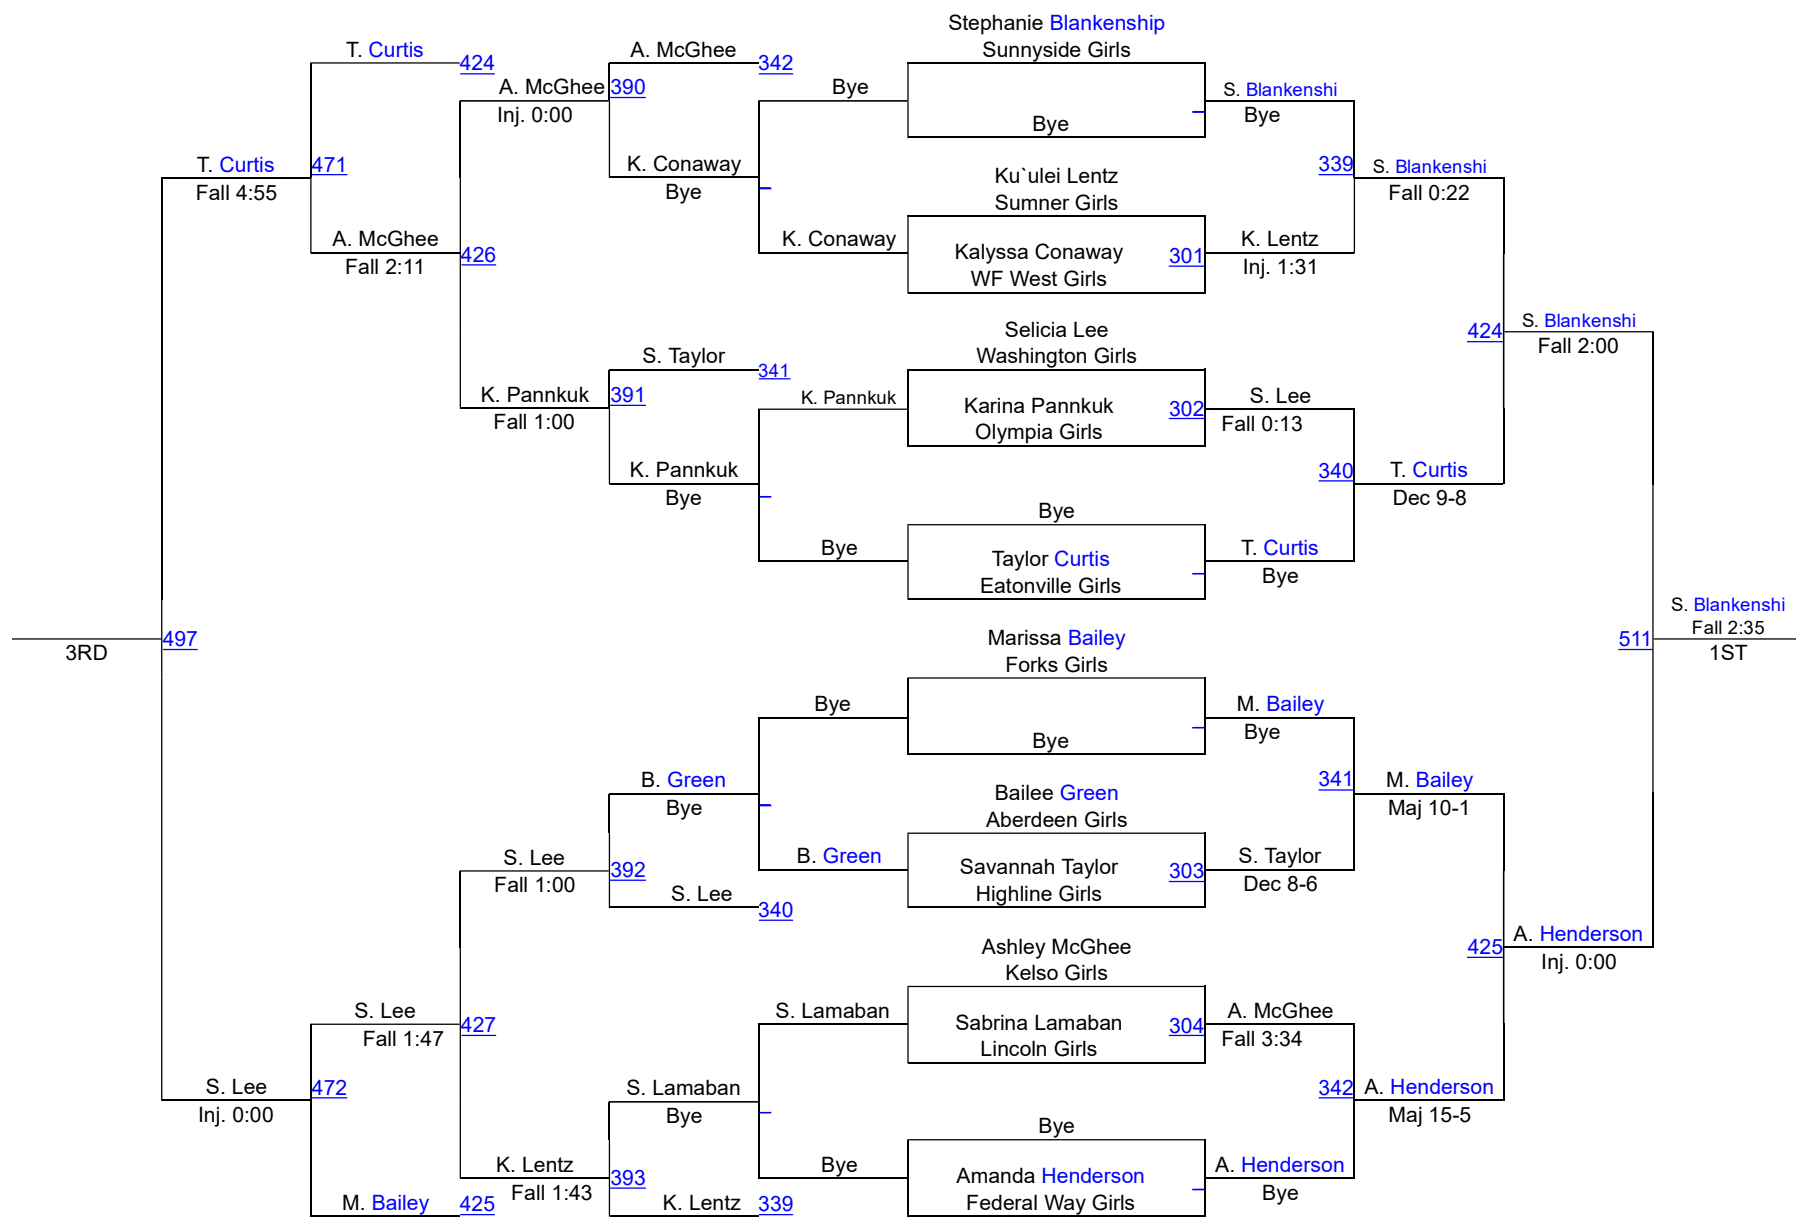 Stephanie Blankenship
Sunnyside Girls
T. Curtis
424
A. McGhee
342
A. McGhee
390
Inj. 0:00
Bye
Bye
S. Blankenshi
Bye
T. Curtis
471
Fall 4:55
K. Conaway
Bye
Ku`ulei Lentz
Sumner Girls
339
S. Blankenshi
Fall 0:22
A. McGhee
Fall 2:11
426
K. Conaway
Kalyssa Conaway
WF West Girls
301
K. Lentz
Inj. 1:31
Selicia Lee
Washington Girls
424
S. Blankenshi
Fall 2:00
S. Taylor
341
K. Pannkuk
Fall 1:00
391
K. Pannkuk
Karina Pannkuk
Olympia Girls
302
S. Lee
Fall 0:13
K. Pannkuk
Bye
340
T. Curtis
Dec 9-8
Bye
Bye
Taylor Curtis
Eatonville Girls
T. Curtis
Bye
3RD
497
Marissa Bailey
Forks Girls
511
S. Blankenshi
Fall 2:35
1ST
Bye
Bye
M. Bailey
Bye
B. Green
Bye
Bailee Green
Aberdeen Girls
341
M. Bailey
Maj 10-1
S. Lee
Fall 1:00
392
B. Green
Savannah Taylor
Highline Girls
303
S. Taylor
Dec 8-6
S. Lee
340
Ashley McGhee
Kelso Girls
425
A. Henderson
Inj. 0:00
S. Lee
Fall 1:47
427
S. Lamaban
Sabrina Lamaban
Lincoln Girls
304
A. McGhee
Fall 3:34
S. Lee
Inj. 0:00
472
S. Lamaban
Bye
342
A. Henderson
Maj 15-5
Bye
K. Lentz
Fall 1:43
393
Bye
Amanda Henderson
Federal Way Girls
A. Henderson
Bye
M. Bailey
425
K. Lentz
339